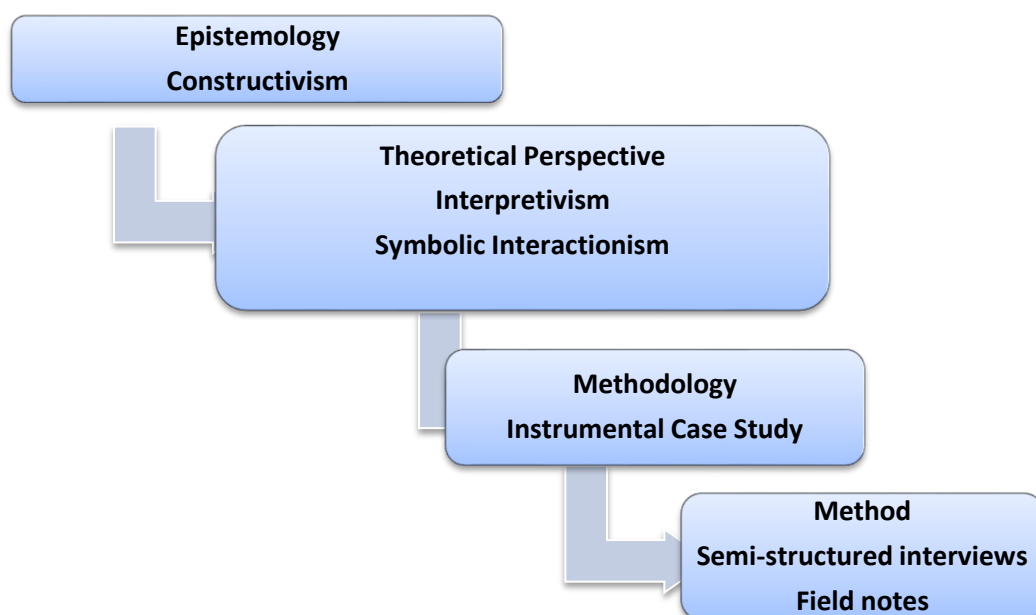 Epistemology
Constructivism
Theoretical Perspective
Interpretivism
Symbolic Interactionism
Methodology
Instrumental Case Study
Method
Semi-structured interviews
Field notes